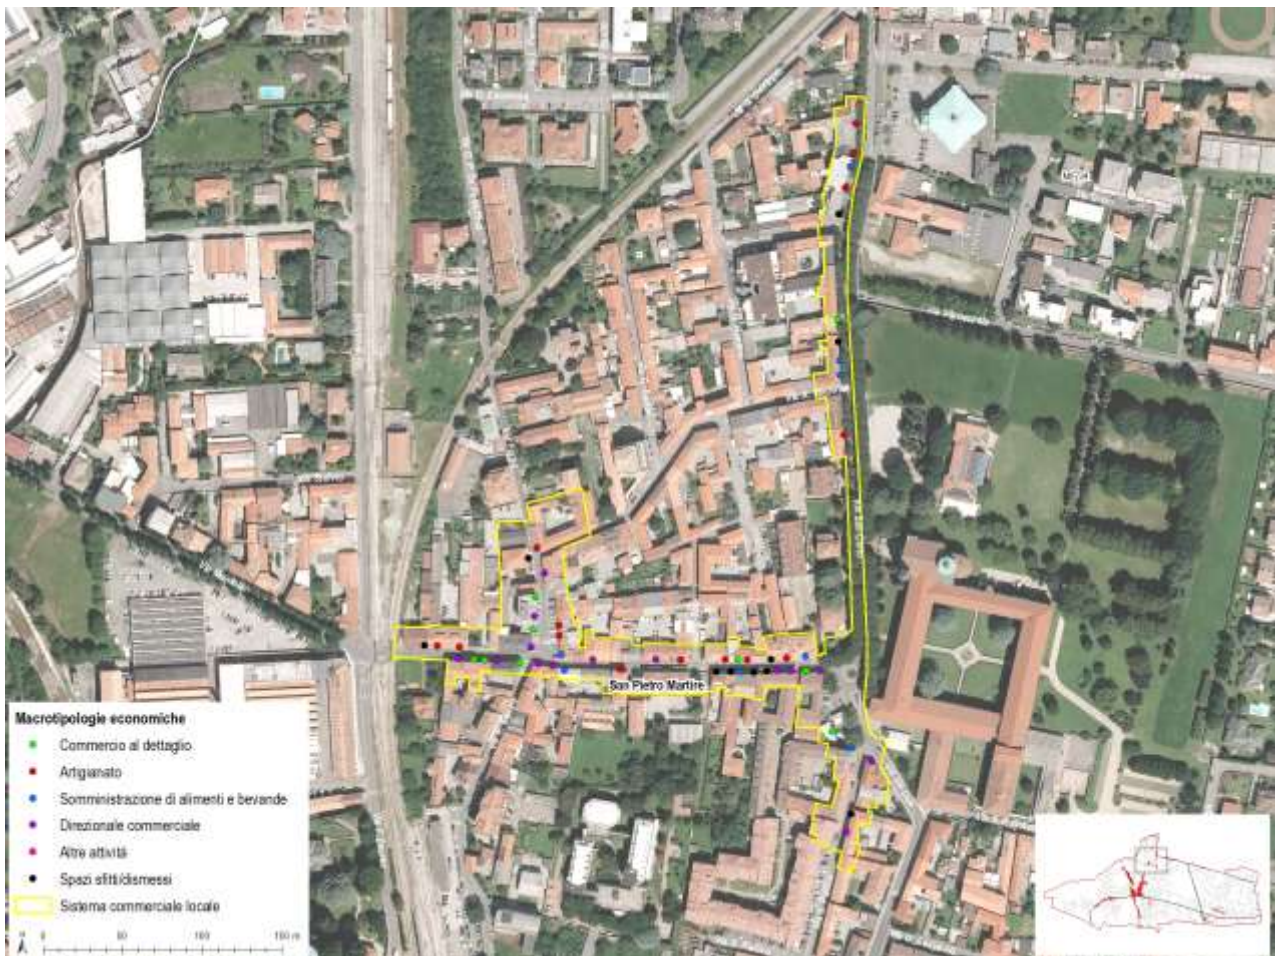 San Pietro Martire
Macrotipologie economiche
Commercio al dettaglio
Artigianato
Somministrazione di alimenti e bevande
Direzionale commerciale
Altre attività
Spazi sfitti/dismessi
Sistema commerciale locale
0 50 100 150 m